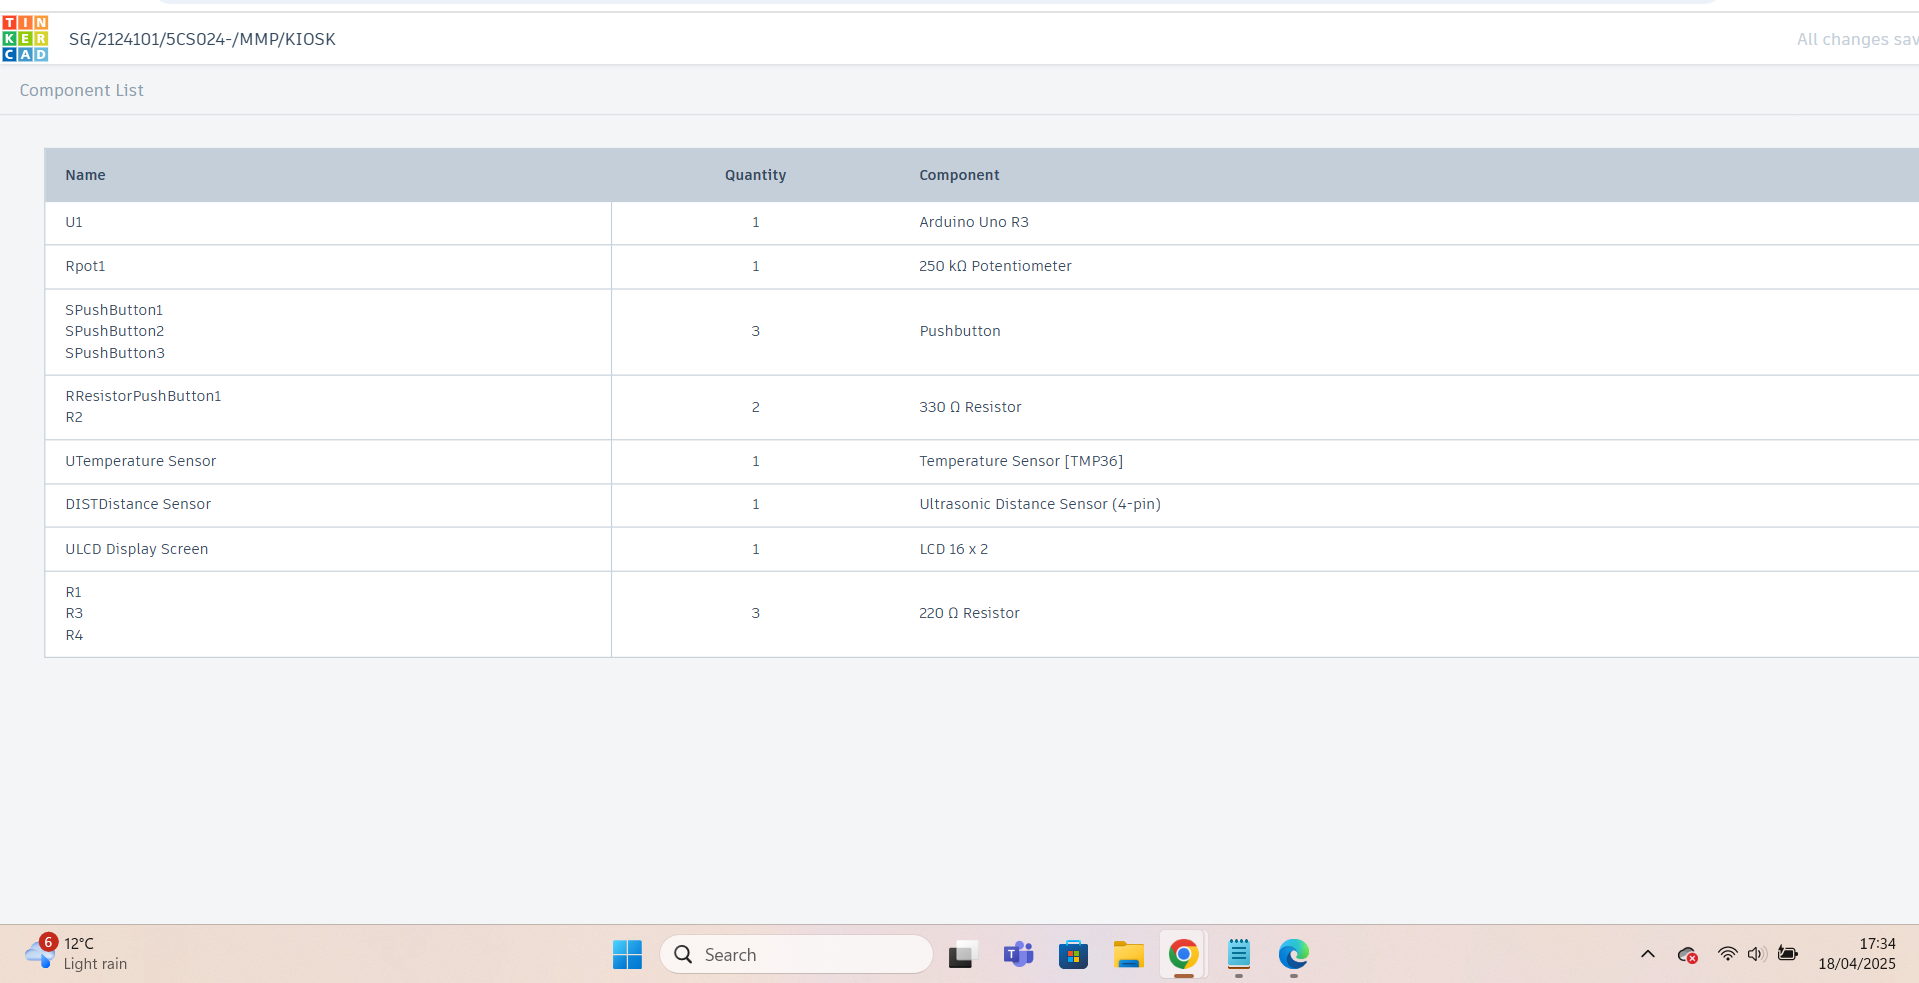 TIN
KER
CAD
SG/2124101/5CS024-/MMP/KIOSK
All changes sav
Component List
Name Quantity Component
U1 1 Arduino Uno R3
Rpot1 1 250 kΩ Potentiometer
SPushButton1
SPushButton2 3 Pushbutton
SPushButton3
RResistorPushButton1
R2
2 330 Ω Resistor
UTemperature Sensor 1 Temperature Sensor [TMP36]
DISTDistance Sensor 1 Ultrasonic Distance Sensor (4-pin)
ULCD Display Screen 1 LCD 16 x 2
R1
R3 3 220 Ω Resistor
R4
6 12°C
Light rain
Search
17:34
18/04/2025